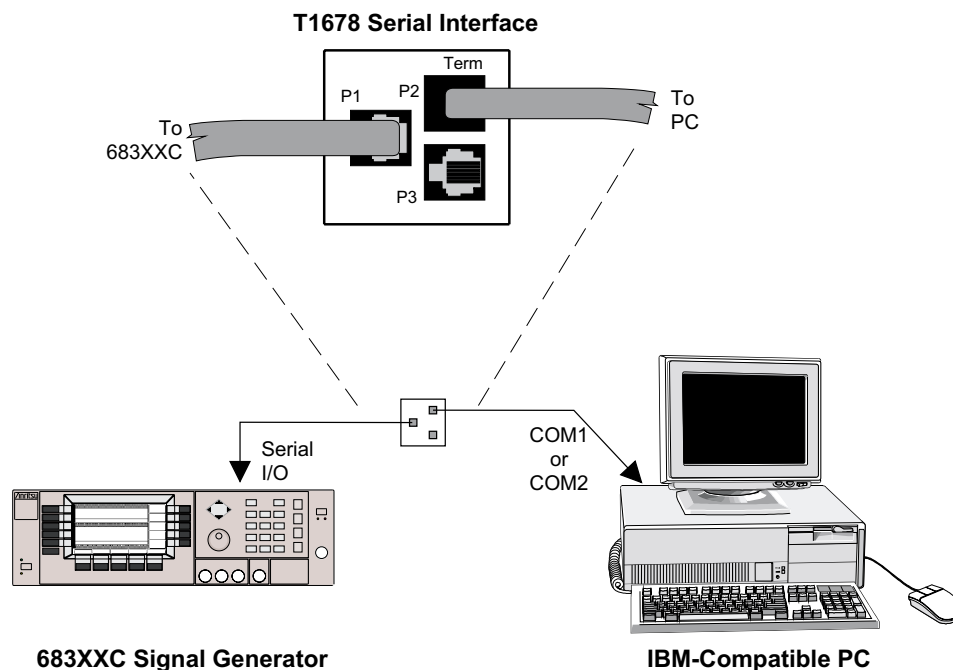 T1678 Serial Interface
Term
P1
P2
To
683XXC
To
PC
P3
Serial
I/O
COM1
or
COM2
Anritsu
683XXC Signal Generator
IBM-Compatible PC